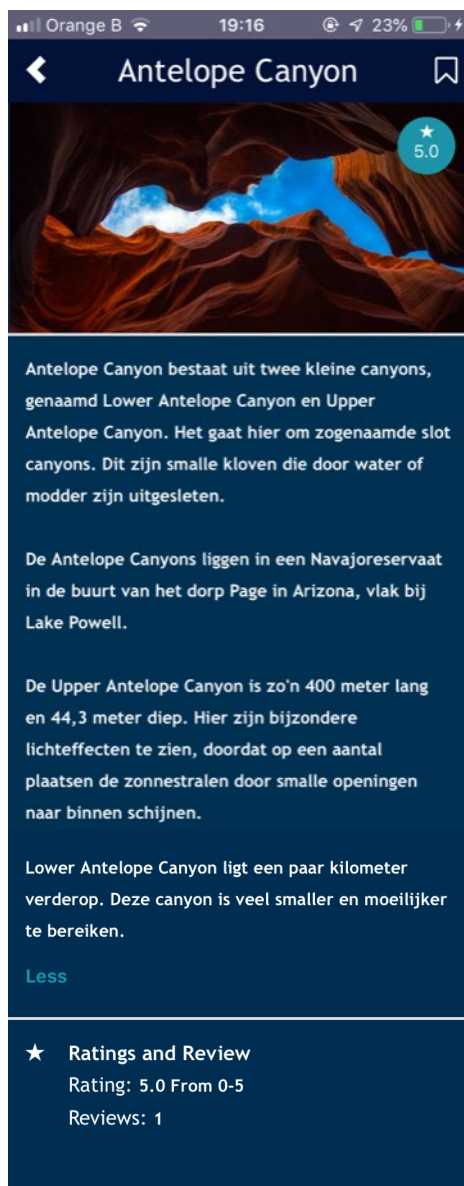 Orange B 19:16 23%
Antelope Canyon
5.0
Antelope Canyon bestaat uit twee kleine canyons,
genaamd Lower Antelope Canyon en Upper
Antelope Canyon. Het gaat hier om zogenaamde slot
canyons. Dit zijn smalle kloven die door water of
modder zijn uitgesleten.
De Antelope Canyons liggen in een Navajoreservaat
in de buurt van het dorp Page in Arizona, vlak bij
Lake Powell.
De Upper Antelope Canyon is zo'n 400 meter lang
en 44,3 meter diep. Hier zijn bijzondere
lichteffecten te zien, doordat op een aantal
plaatsen de zonnestralen door smalle openingen
naar binnen schijnen.
Lower Antelope Canyon ligt een paar kilometer
verderop. Deze canyon is veel smaller en moeilijker
te bereiken.
Less
Ratings and Review
Rating: 5.0 From 0-5
Reviews: 1